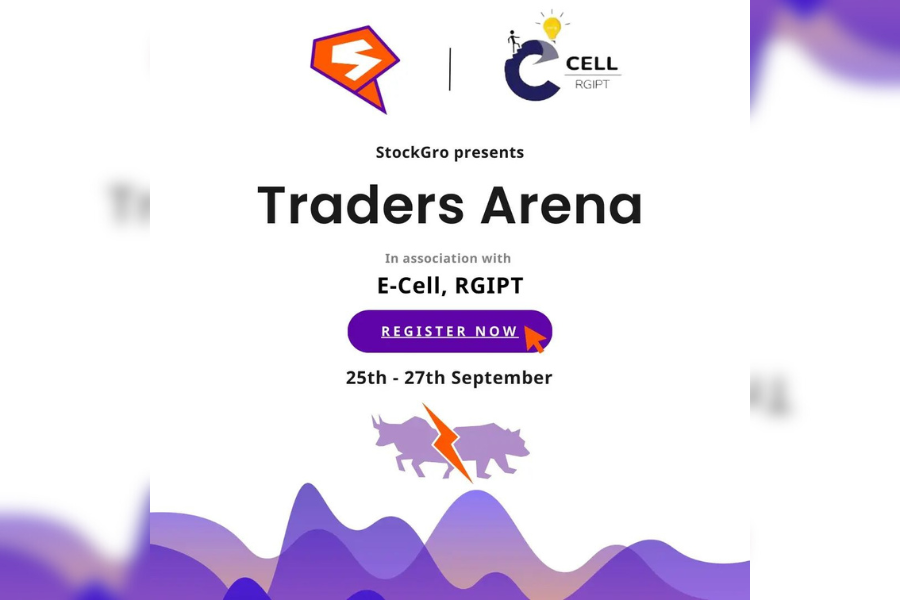 CELL
RGIPT
StockGro presents
Traders Arena
In association with
E-Cell, RGIPT
REGISTER NOW
25th - 27th September